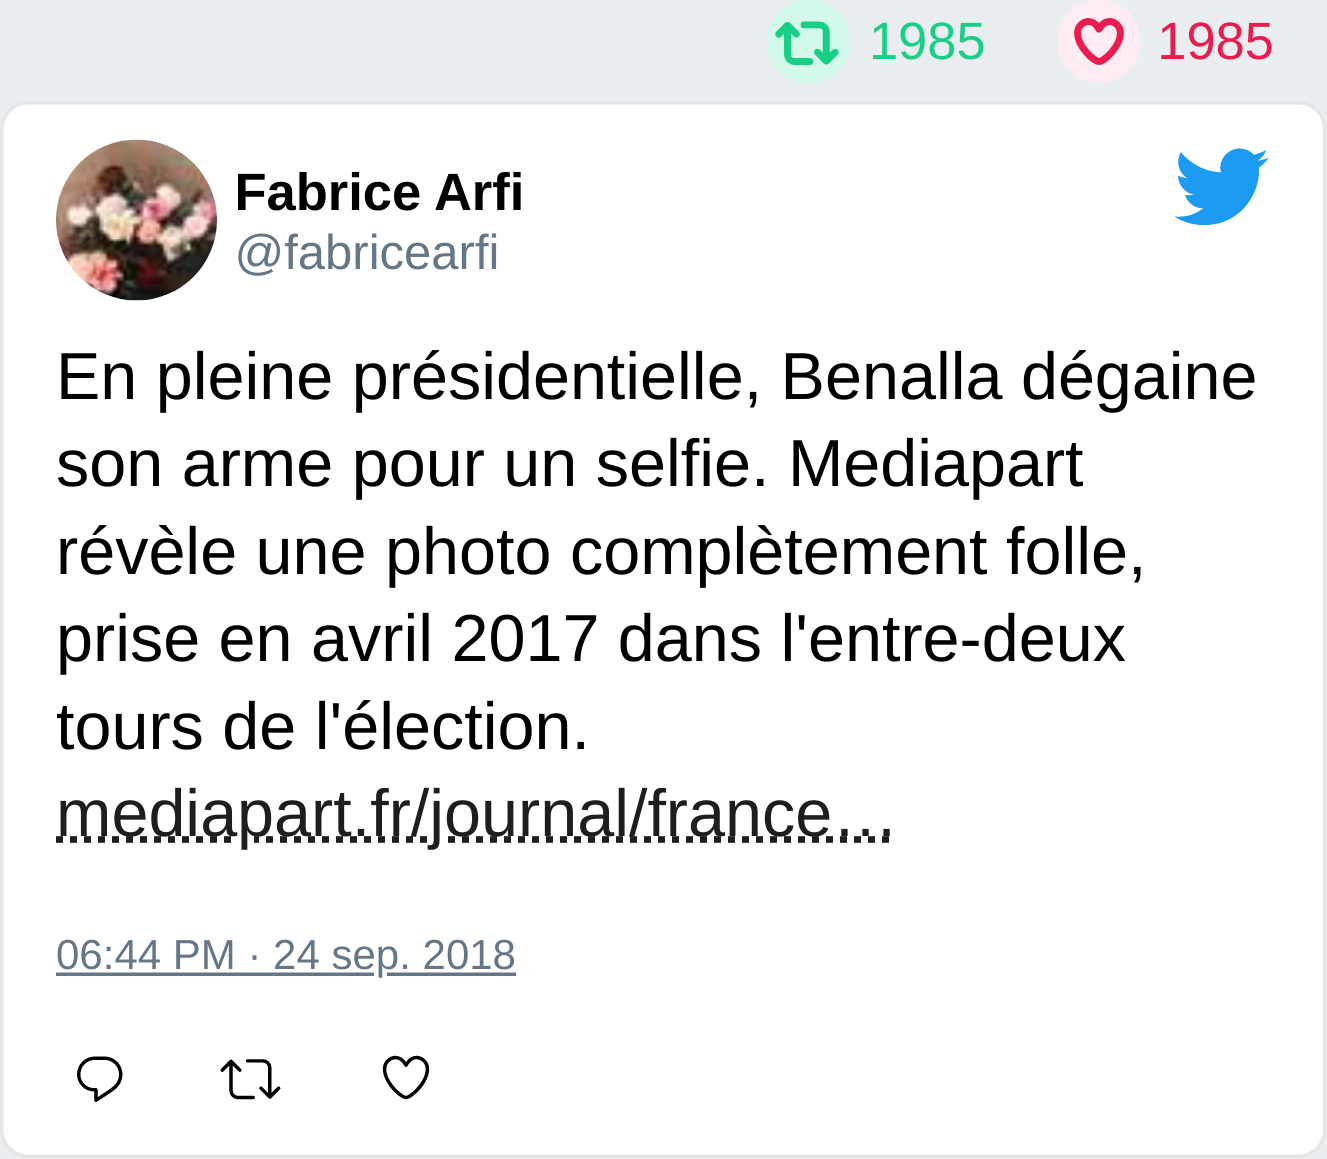 1985 1985
Fabrice Arfi
@fabricearfi
En pleine présidentielle, Benalla dégaine
son arme pour un selfie. Mediapart
révèle une photo complètement folle,
prise en avril 2017 dans l'entre-deux
tours de l'élection.
mediapart.fr/journal/france...
06:44 PM · 24 sep. 2018